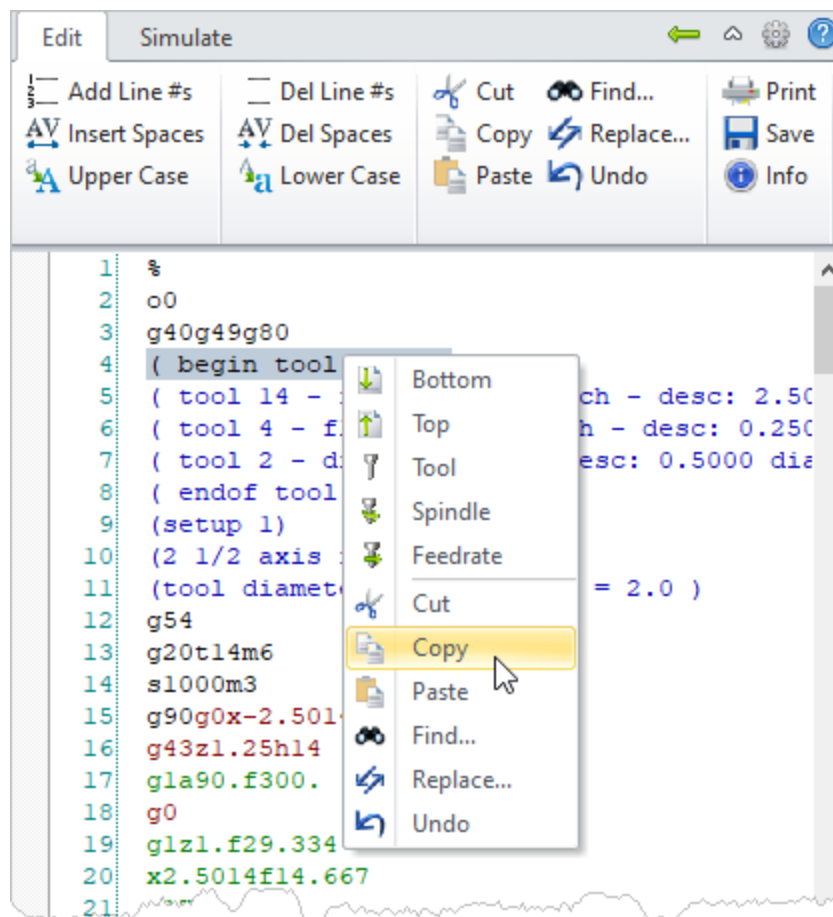 Edit Simulate
Add Line #s Del Line #s Cut Find... Print
Insert Spaces Del Spaces Copy Replace... Save
Upper Case Lower Case Paste Undo Info
1 %
2 o0
3 g40g49g80
4 ( begin tool
5 ( tool 14 - ch - desc: 2.50
6 ( tool 4 - h - desc: 0.250
7 ( tool 2 - esc: 0.5000 dia
8 ( endof tool
9 (setup 1)
10 (2 1/2 axis
11 (tool diamet = 2.0 )
12 g54
13 g20t14m6
14 s1000m3
15 g90g0x-2.501
16 g43z1.25h14
17 g1a90.f300.
18 g0
19 g1z1.f29.334
20 x2.5014f14.667
21
Bottom
Top
Tool
Spindle
Feedrate
Cut
Copy
Paste
Find...
Replace...
Undo